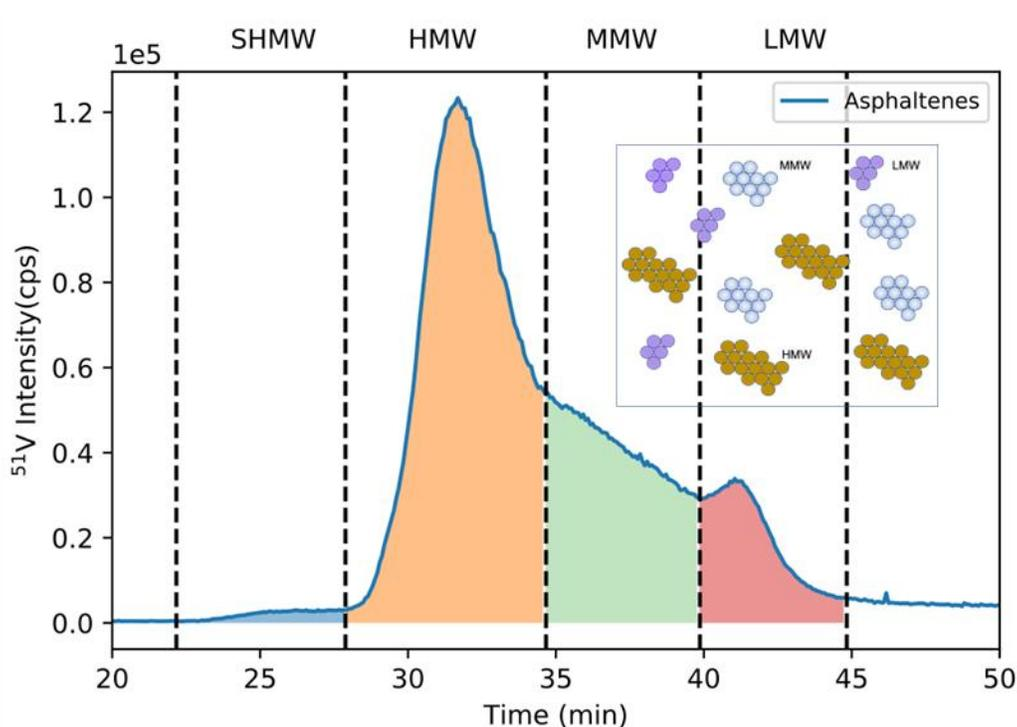 SHMW HMW MMW LMW
1e5
Asphaltenes
1.2
1.0
0.8
0.6
0.4
0.2
0.0
⁵¹V Intensity(cps)
MMW
LMW
HMW
20 25 30 35 40 45 50
Time (min)